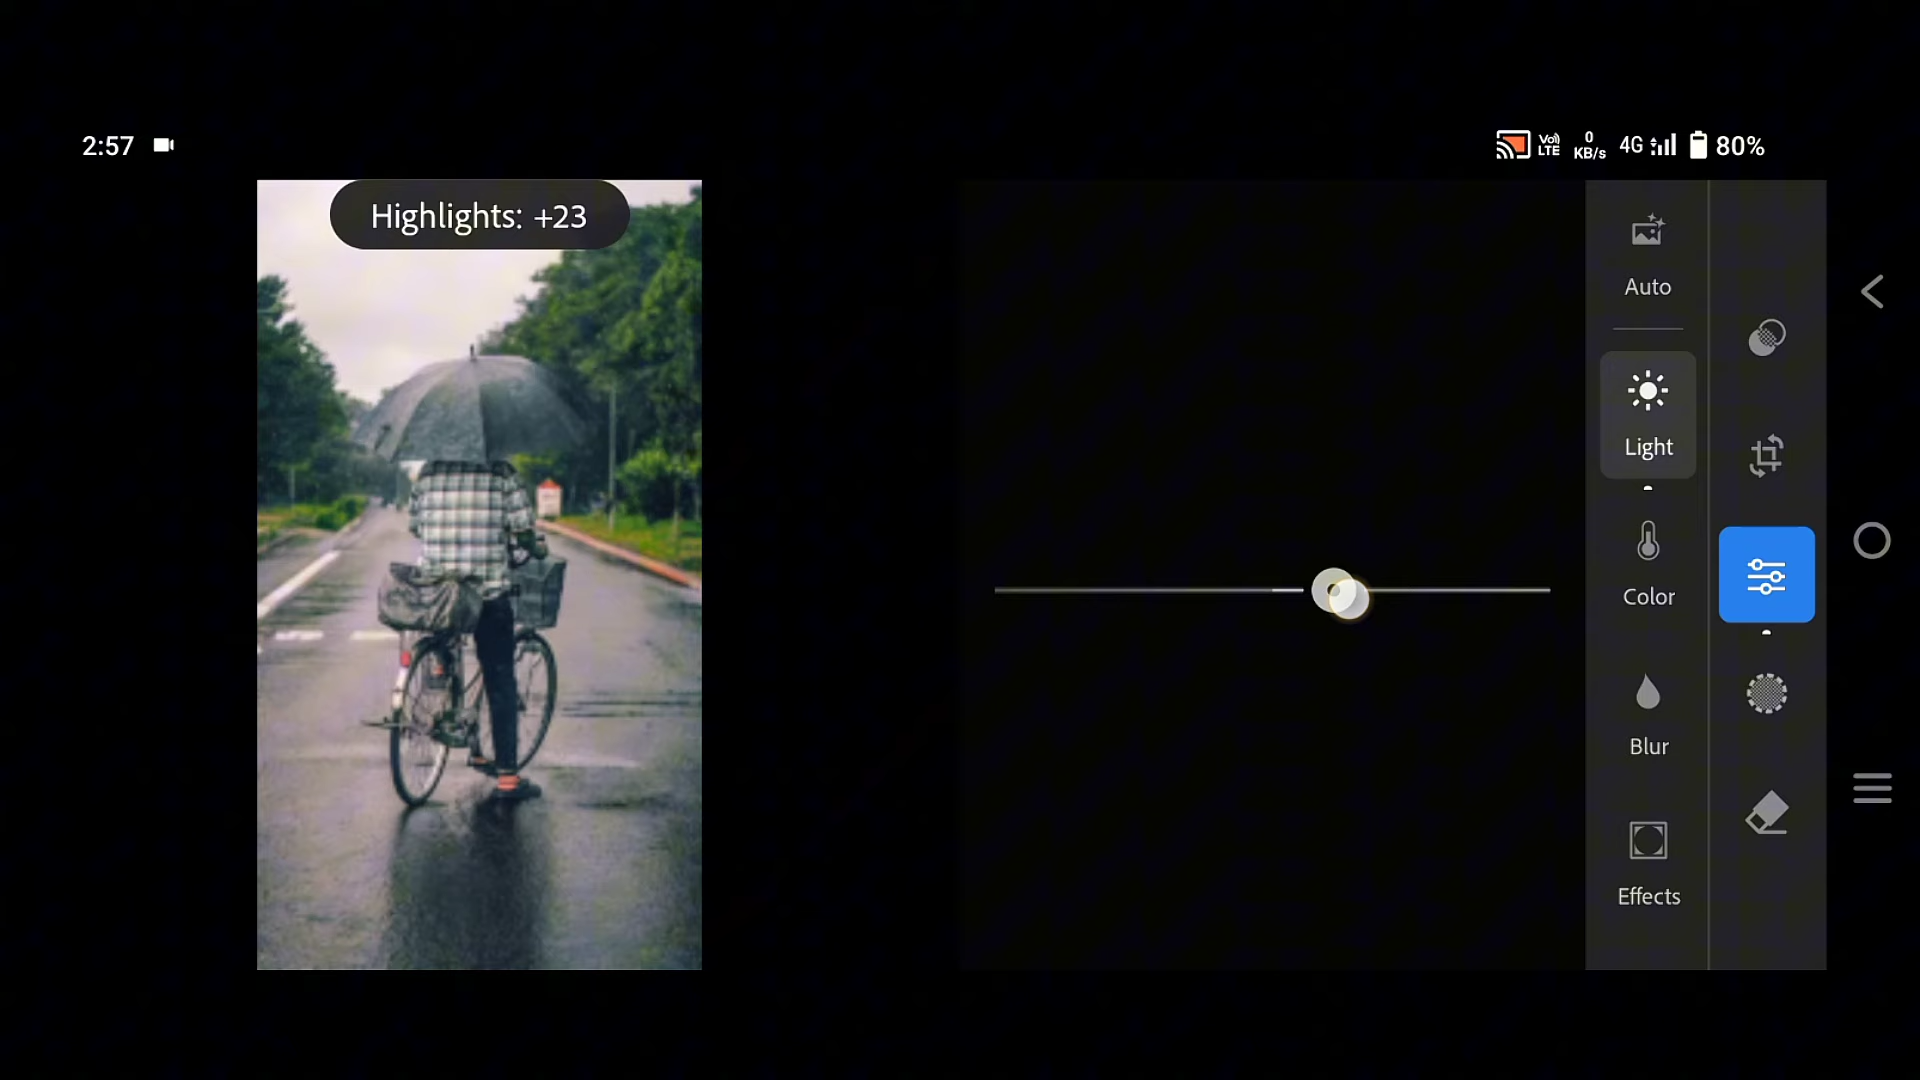 2:57
Vo) LTE
0 KB/s
4G
80%
Highlights: +23
Auto
Light
Color
Blur
Effects